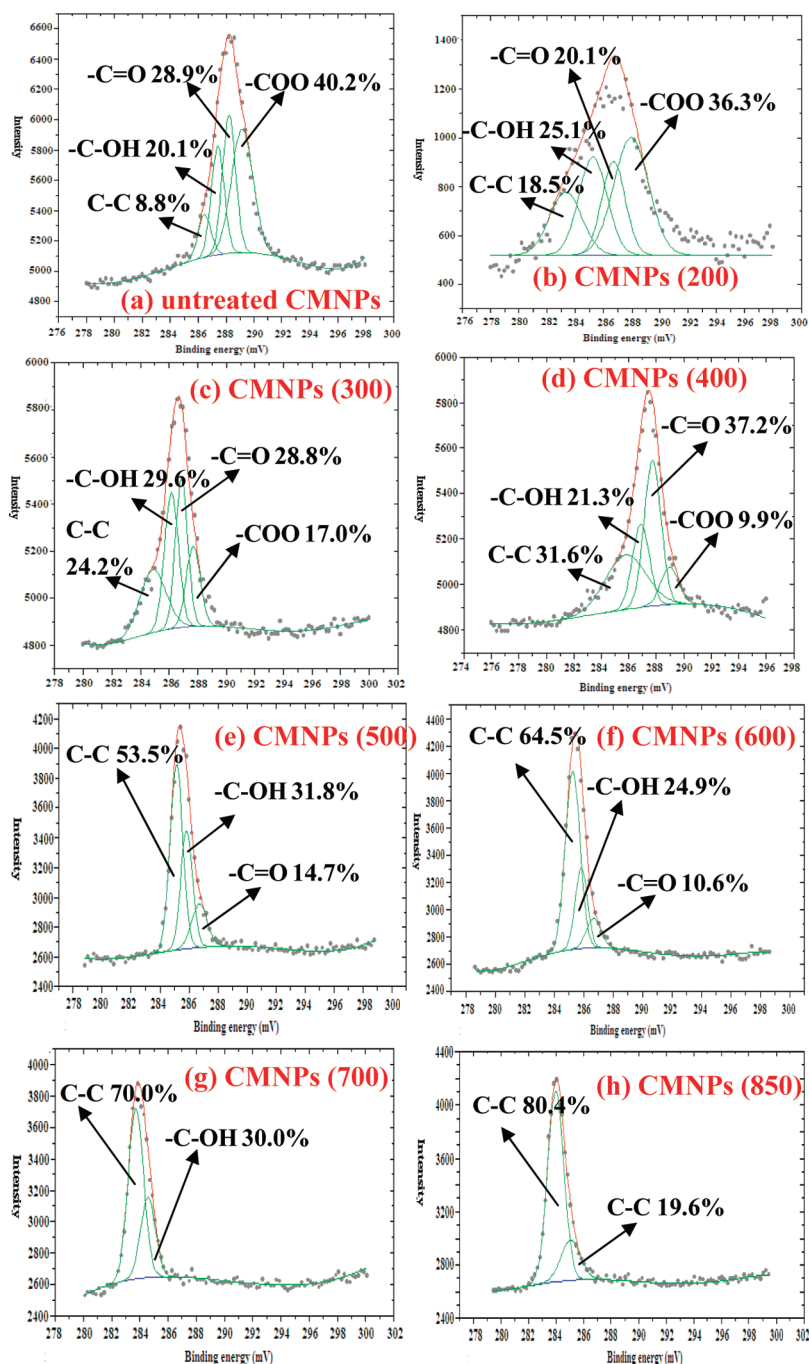 6600
6400
6200
6000
5800
5600
5400
5200
5000
4800
Intensity
-C=O 28.9%
-COO 40.2%
-C-OH 20.1%
C-C 8.8%
(a) untreated CMNPs
276 278 280 282 284 286 288 290 292 294 296 298 300
Binding energy (mV)
1400
1200
1000
800
600
400
Intensity
-C=O 20.1%
-COO 36.3%
-C-OH 25.1%
C-C 18.5%
(b) CMNPs (200)
276 278 280 282 284 286 288 290 292 294 296 298 300
Binding energy (mV)
6000
5800
5600
5400
5200
5000
4800
Intensity
(c) CMNPs (300)
-C=O 28.8%
-C-OH 29.6%
C-C
24.2%
-COO 17.0%
278 280 282 284 286 288 290 292 294 296 298 300 302
Binding energy (mV)
6000
5800
5600
5400
5200
5000
4800
Intensity
(d) CMNPs (400)
-C=O 37.2%
-C-OH 21.3%
-COO 9.9%
C-C 31.6%
274 276 278 280 282 284 286 288 290 292 294 296 298
Binding energy (mV)
4200
4000
3800
3600
3400
3200
3000
2800
2600
2400
Intensity
(e) CMNPs (500)
C-C 53.5%
-C-OH 31.8%
-C=O 14.7%
278 280 282 284 286 288 290 292 294 296 298 300
Binding energy (mV)
4400
4200
4000
3800
3600
3400
3200
3000
2800
2600
2400
Intensity
C-C 64.5%
(f) CMNPs (600)
-C-OH 24.9%
-C=O 10.6%
278 280 282 284 286 288 290 292 294 296 298 300
Binding energy (mV)
4000
3800
3600
3400
3200
3000
2800
2600
2400
Intensity
(g) CMNPs (700)
C-C 70.0%
-C-OH 30.0%
278 280 282 284 286 288 290 292 294 296 298 300 302
Binding energy (mV)
4200
4000
3800
3600
3400
3200
3000
2800
2600
2400
Intensity
(h) CMNPs (850)
C-C 80.4%
C-C 19.6%
278 280 282 284 286 288 290 292 294 296 298 300 302
Binding energy (mV)